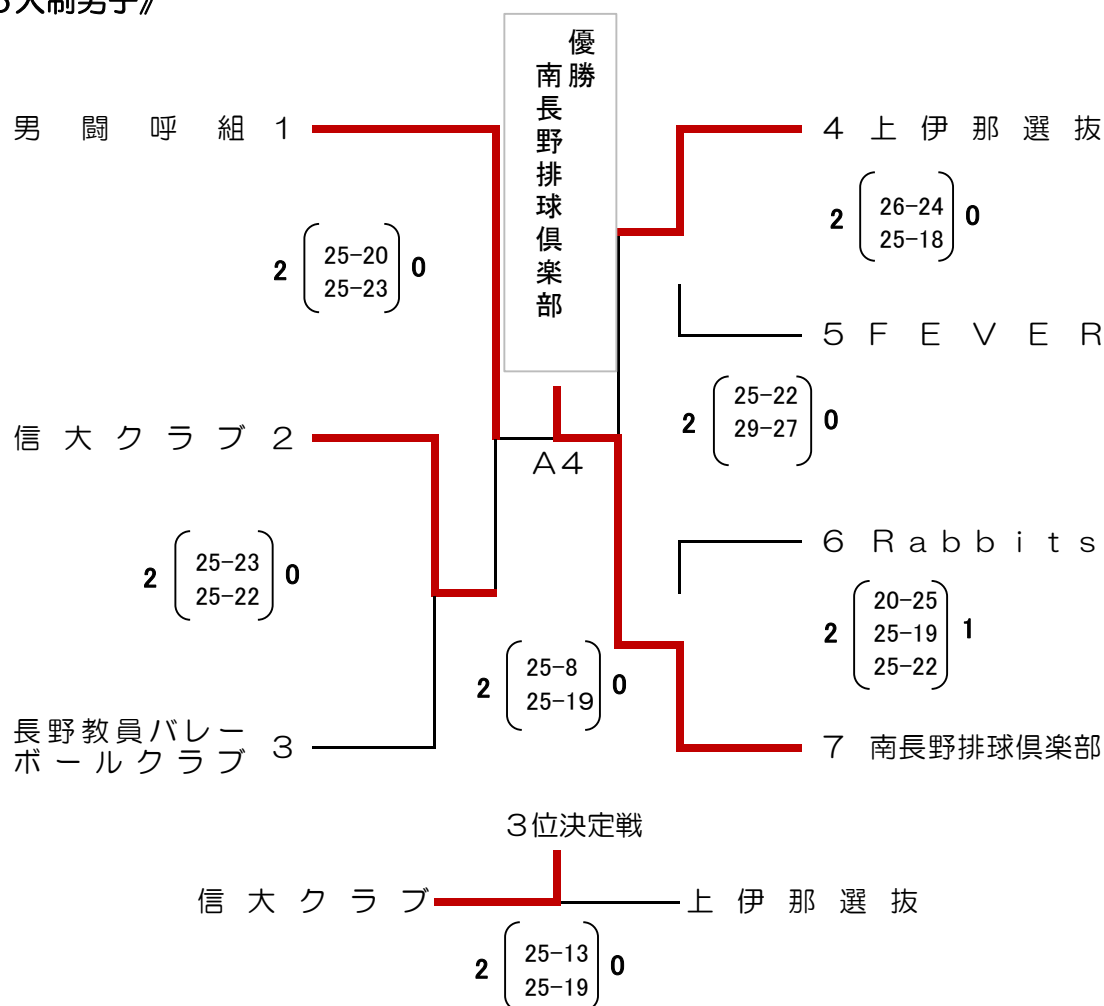 人制男子》
優勝
南長野排球倶楽部
男闘呼組 1
4 上伊那選抜
2 26-24 0
25-18
2 25-20 0
25-23
5 FEVER
2 25-22 0
29-27
信大クラブ 2
A4
6 Rabbits
2 25-23 0
25-22
2 20-25 1
25-19
25-22
2 25-8 0
25-19
長野教員バレー
ボールクラブ 3
7 南長野排球倶楽部
3位決定戦
信大クラブ
上伊那選抜
2 25-13 0
25-19